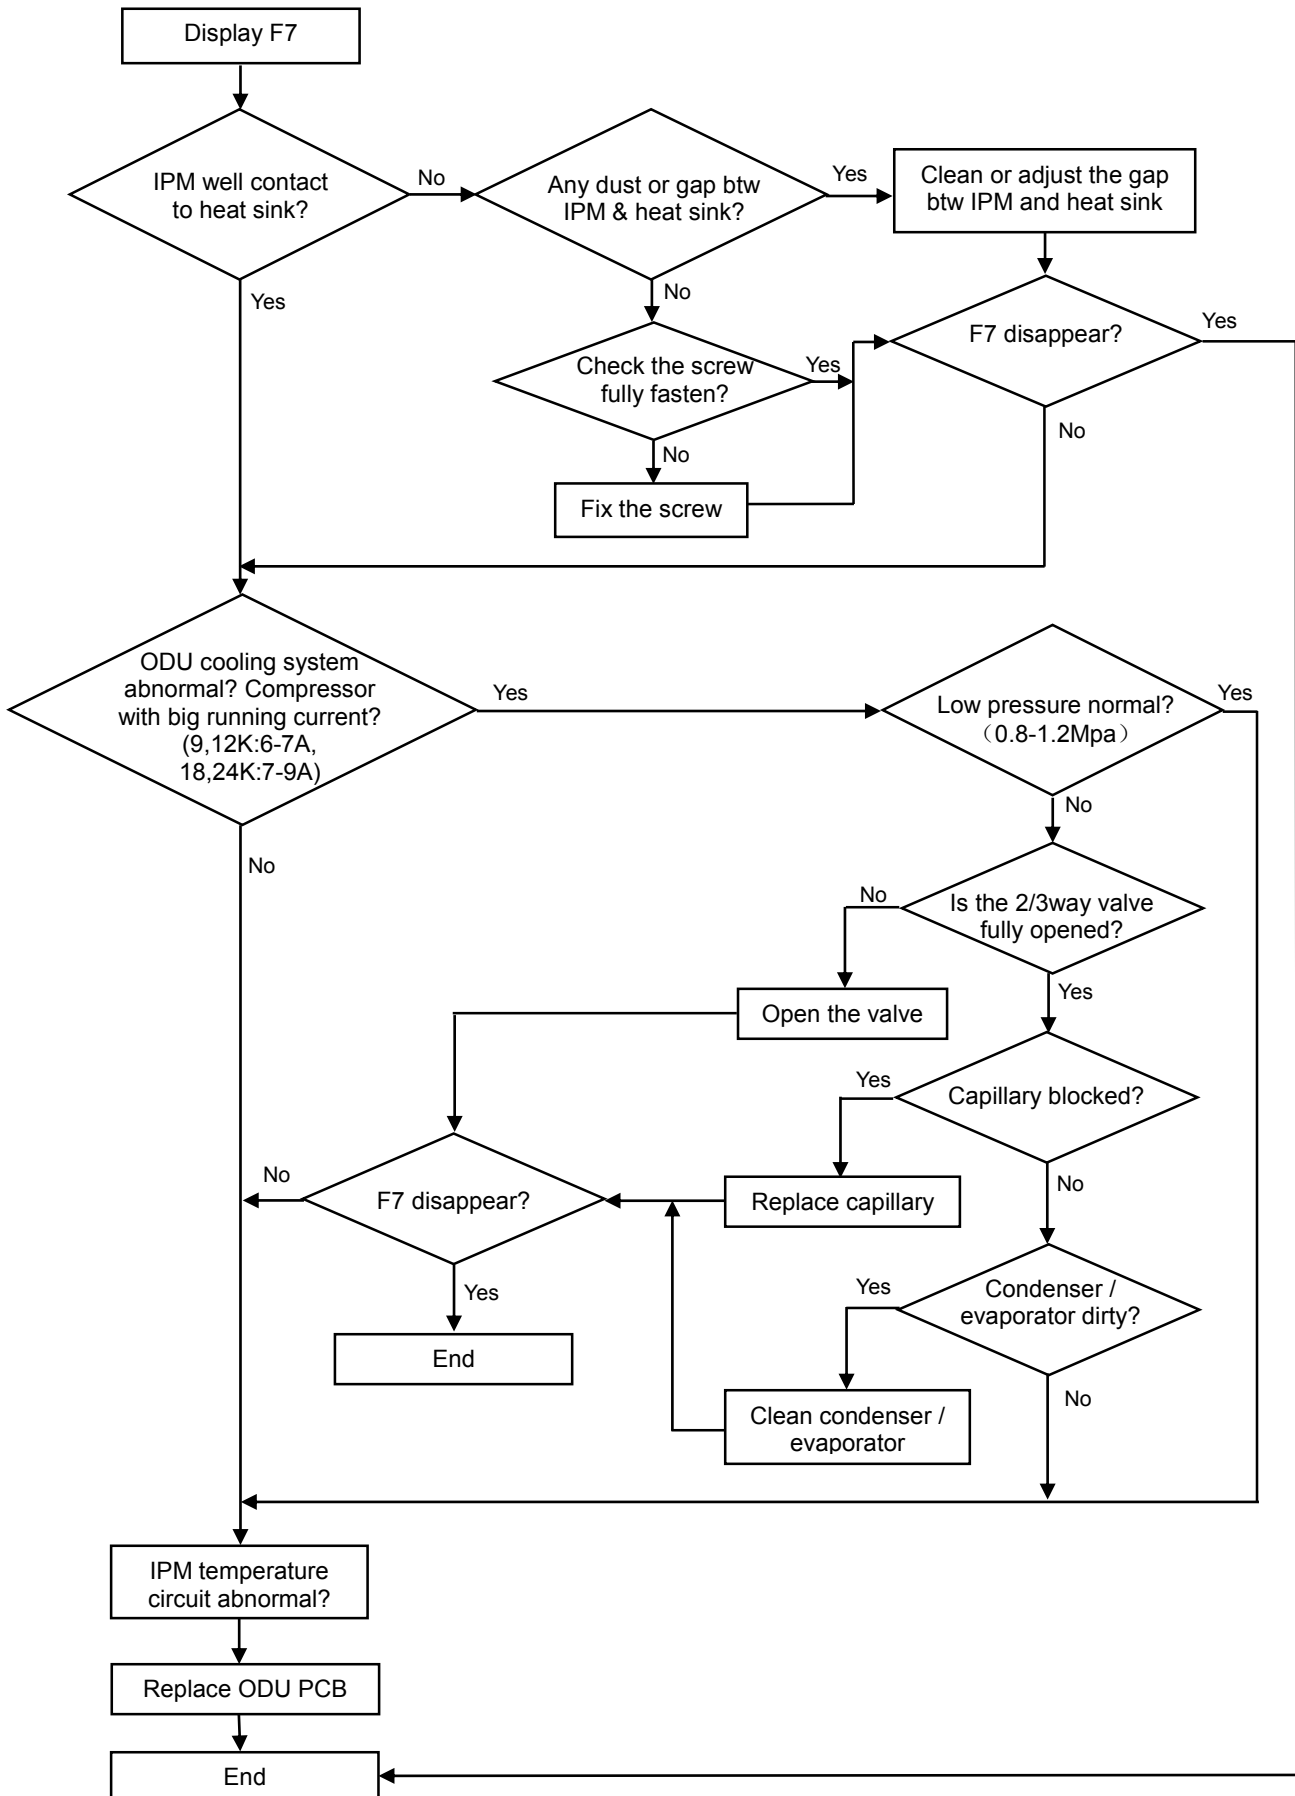 Display F7
IPM well contact
to heat sink?
No
Any dust or gap btw
IPM & heat sink?
Yes
Clean or adjust the gap
btw IPM and heat sink
Yes
No
F7 disappear?
Yes
Check the screw
fully fasten?
Yes
No
No
Fix the screw
ODU cooling system
abnormal? Compressor
with big running current?
(9,12K:6-7A,
18,24K:7-9A)
Yes
Low pressure normal?
（0.8-1.2Mpa）
Yes
No
No
No
Is the 2/3way valve
fully opened?
Yes
Open the valve
Yes
Capillary blocked?
No
F7 disappear?
No
Replace capillary
Yes
Yes
Condenser /
evaporator dirty?
End
No
Clean condenser /
evaporator
IPM temperature
circuit abnormal?
Replace ODU PCB
End